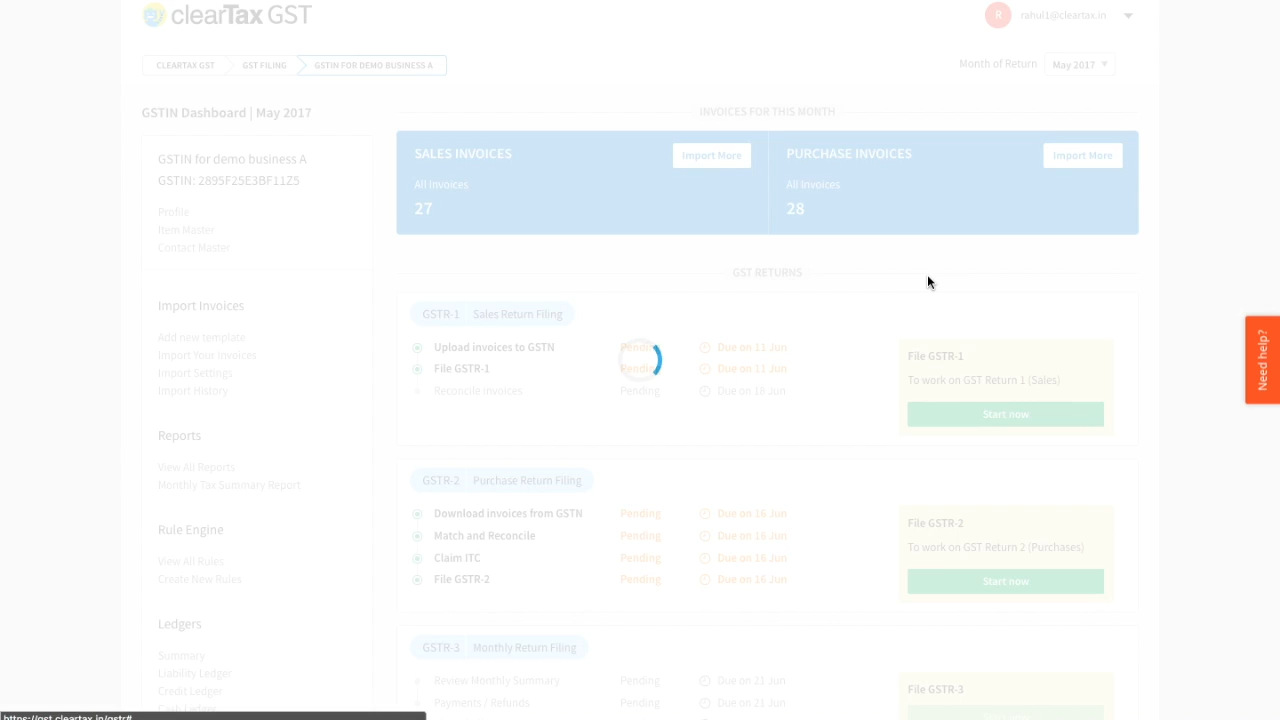 clearTax GST
R rahul1@cleartax.in
CLEARTAX GST GST FILING GSTIN FOR DEMO BUSINESS A
Month of Return May 2017
GSTIN Dashboard | May 2017
GSTIN for demo business A
GSTIN: 2895F25E3BF11Z5
Profile
Item Master
Contact Master
Import Invoices
Add new template
Import Your Invoices
Import Settings
Import History
Reports
View All Reports
Monthly Tax Summary Report
Rule Engine
View All Rules
Create New Rules
Ledgers
Summary
Liability Ledger
Credit Ledger
Cash Ledger
INVOICES FOR THIS MONTH
SALES INVOICES Import More
All Invoices
27
PURCHASE INVOICES Import More
All Invoices
28
GST RETURNS
GSTR-1 Sales Return Filing
Upload invoices to GSTN Pending Due on 11 Jun
File GSTR-1 Pending Due on 11 Jun
Reconcile invoices Pending Due on 18 Jun
File GSTR-1
To work on GST Return 1 (Sales)
Start now
GSTR-2 Purchase Return Filing
Download invoices from GSTN Pending Due on 16 Jun
Match and Reconcile Pending Due on 16 Jun
Claim ITC Pending Due on 16 Jun
File GSTR-2 Pending Due on 16 Jun
File GSTR-2
To work on GST Return 2 (Purchases)
Start now
GSTR-3 Monthly Return Filing
Review Monthly Summary Pending Due on 21 Jun
Payments / Refunds Pending Due on 21 Jun
File GSTR-3
Need help?
https://gst.cleartax.in/gstr#